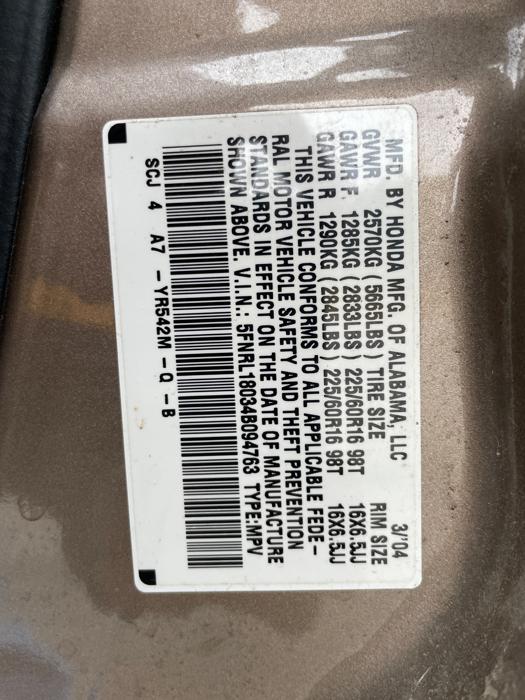 MFD. BY HONDA MFG. OF ALABAMA, LLC 3/'04
GVWR 2570KG (5665LBS) TIRE SIZE RIM SIZE
GAWR F. 1285KG (2833LBS) 225/60R16 98T 16X6.5JJ
GAWR R 1290KG (2845LBS) 225/60R16 98T 16X6.5JJ
THIS VEHICLE CONFORMS TO ALL APPLICABLE FEDE-
RAL MOTOR VEHICLE SAFETY AND THEFT PREVENTION
STANDARDS IN EFFECT ON THE DATE OF MANUFACTURE
SHOWN ABOVE. V.I.N.: 5FNRL18034B094763 TYPE:MPV
SCJ 4 A7 - YR542M - Q - B